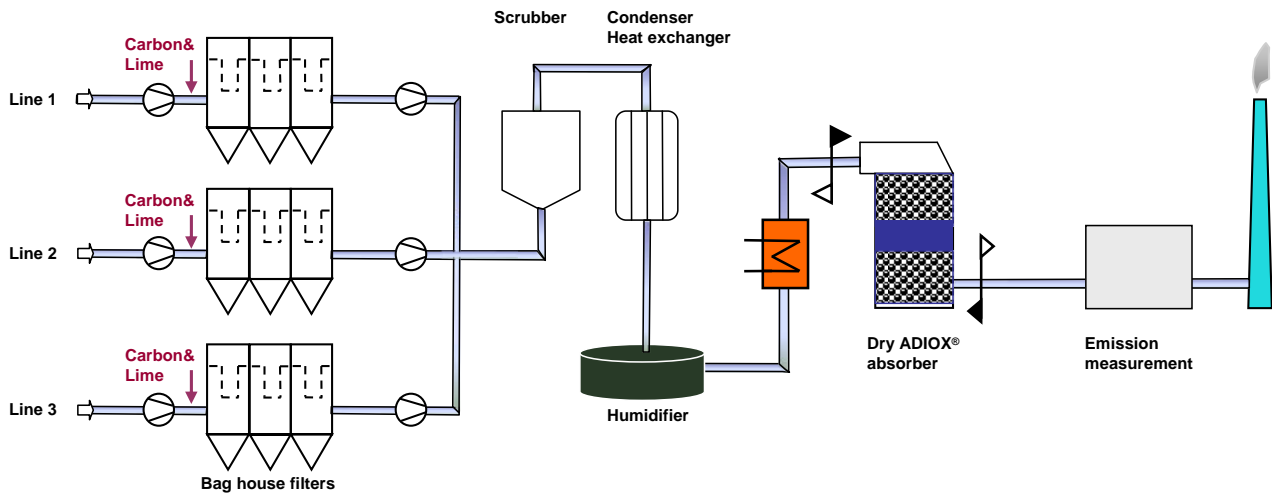 Scrubber
Condenser
Heat exchanger
Carbon&
Lime
Line 1
Carbon&
Lime
Line 2
Carbon&
Lime
Line 3
Bag house filters
Humidifier
Dry ADIOX®
absorber
Emission
measurement